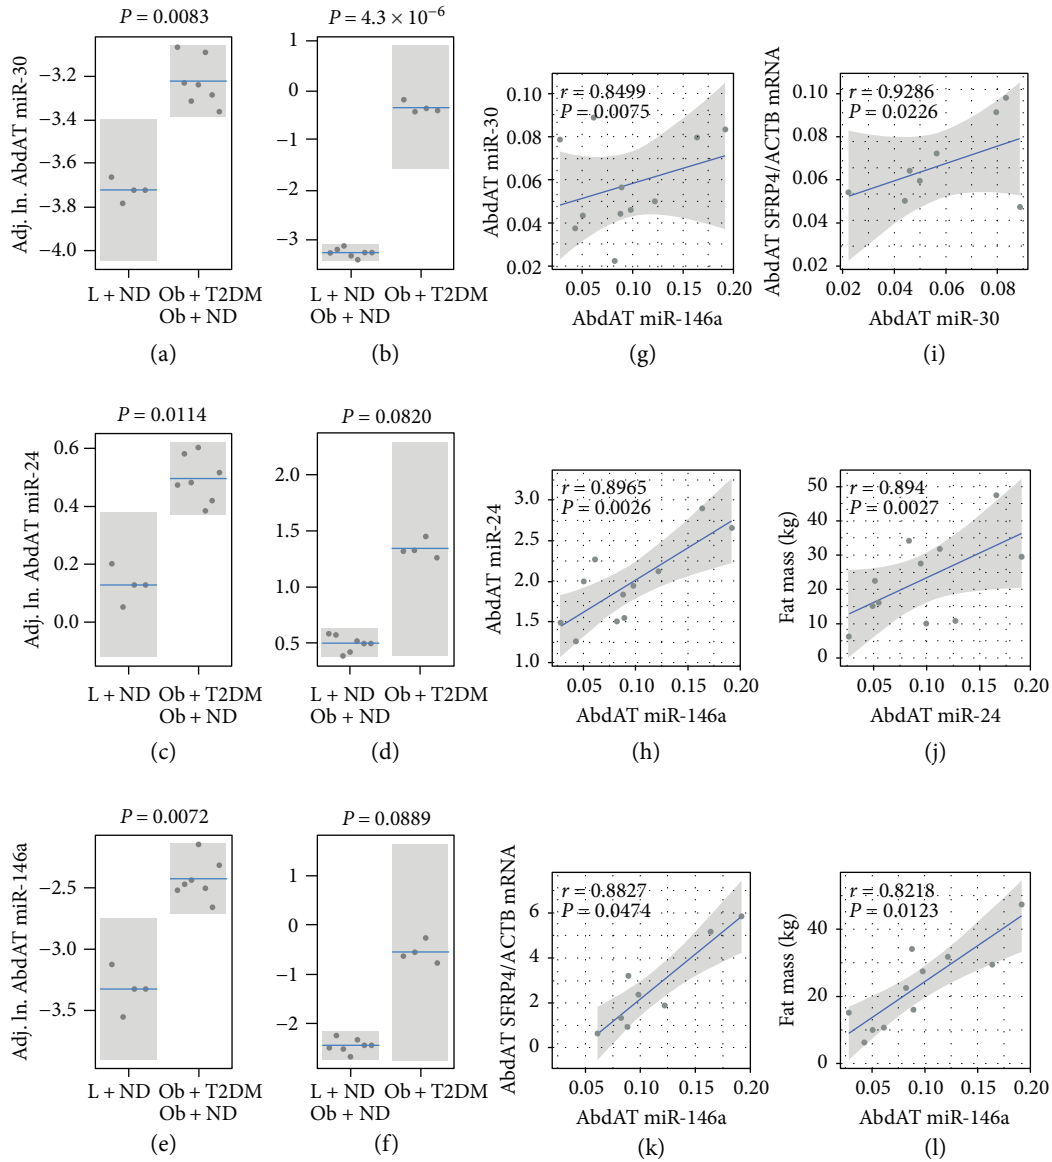 P = 0.0083
Adj. ln. AbdAT miR-30
−3.2
−3.4
−3.6
−3.8
−4.0
L + ND Ob + T2DM
Ob + ND
(a)
P = 4.3 × 10−6
1
0
−1
−2
−3
L + ND Ob + T2DM
Ob + ND
(b)
r = 0.8499
P = 0.0075
AbdAT miR-30
0.10
0.08
0.06
0.04
0.02
0.05 0.10 0.15 0.20
AbdAT miR-146a
(g)
r = 0.9286
P = 0.0226
AbdAT SFRP4/ACTB mRNA
0.10
0.08
0.06
0.04
0.02
0.02 0.04 0.06 0.08
AbdAT miR-30
(i)
P = 0.0114
Adj. ln. AbdAT miR-24
0.6
0.4
0.2
0.0
L + ND Ob + T2DM
Ob + ND
(c)
P = 0.0820
2.0
1.5
1.0
0.5
L + ND Ob + T2DM
Ob + ND
(d)
r = 0.8965
P = 0.0026
AbdAT miR-24
3.0
2.5
2.0
1.5
1.0
0.05 0.10 0.15 0.20
AbdAT miR-146a
(h)
r = 0.894
P = 0.0027
Fat mass (kg)
50
40
30
20
10
0
0.05 0.10 0.15 0.20
AbdAT miR-24
(j)
P = 0.0072
Adj. ln. AbdAT miR-146a
−2.5
−3.0
−3.5
L + ND Ob + T2DM
Ob + ND
(e)
P = 0.0889
1
0
−1
−2
L + ND Ob + T2DM
Ob + ND
(f)
r = 0.8827
P = 0.0474
AbdAT SFRP4/ACTB mRNA
6
4
2
0
0.05 0.10 0.15 0.20
AbdAT miR-146a
(k)
r = 0.8218
P = 0.0123
Fat mass (kg)
40
20
0
0.05 0.10 0.15 0.20
AbdAT miR-146a
(l)